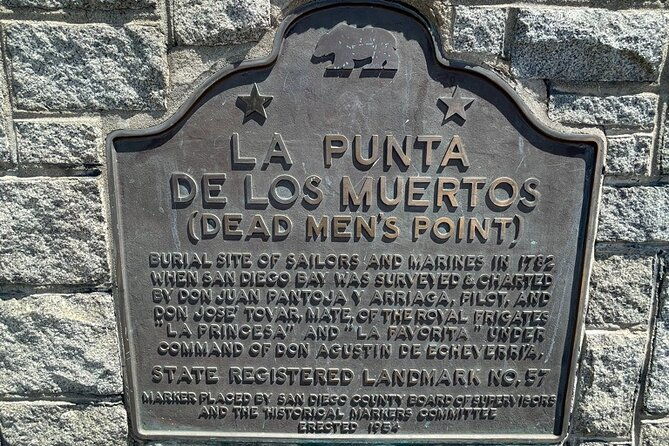 LA PUNTA
DE LOS MUERTOS
(DEAD MEN'S POINT)
BURIAL SITE OF SAILORS AND MARINES IN 1782
WHEN SAN DIEGO BAY WAS SURVEYED & CHARTED
BY DON JUAN PANTOJA Y ARRIAGA, PILOT, AND
DON JOSE' TOVAR, MATE, OF THE ROYAL FRIGATES
"LA PRINCESA" AND "LA FAVORITA" UNDER
COMMAND OF DON AGUSTIN DE ECHEVERRIA.
STATE REGISTERED LANDMARK NO. 57
MARKER PLACED BY SAN DIEGO COUNTY BOARD OF SUPERVISORS
AND THE HISTORICAL MARKERS COMMITTEE
ERECTED 1954